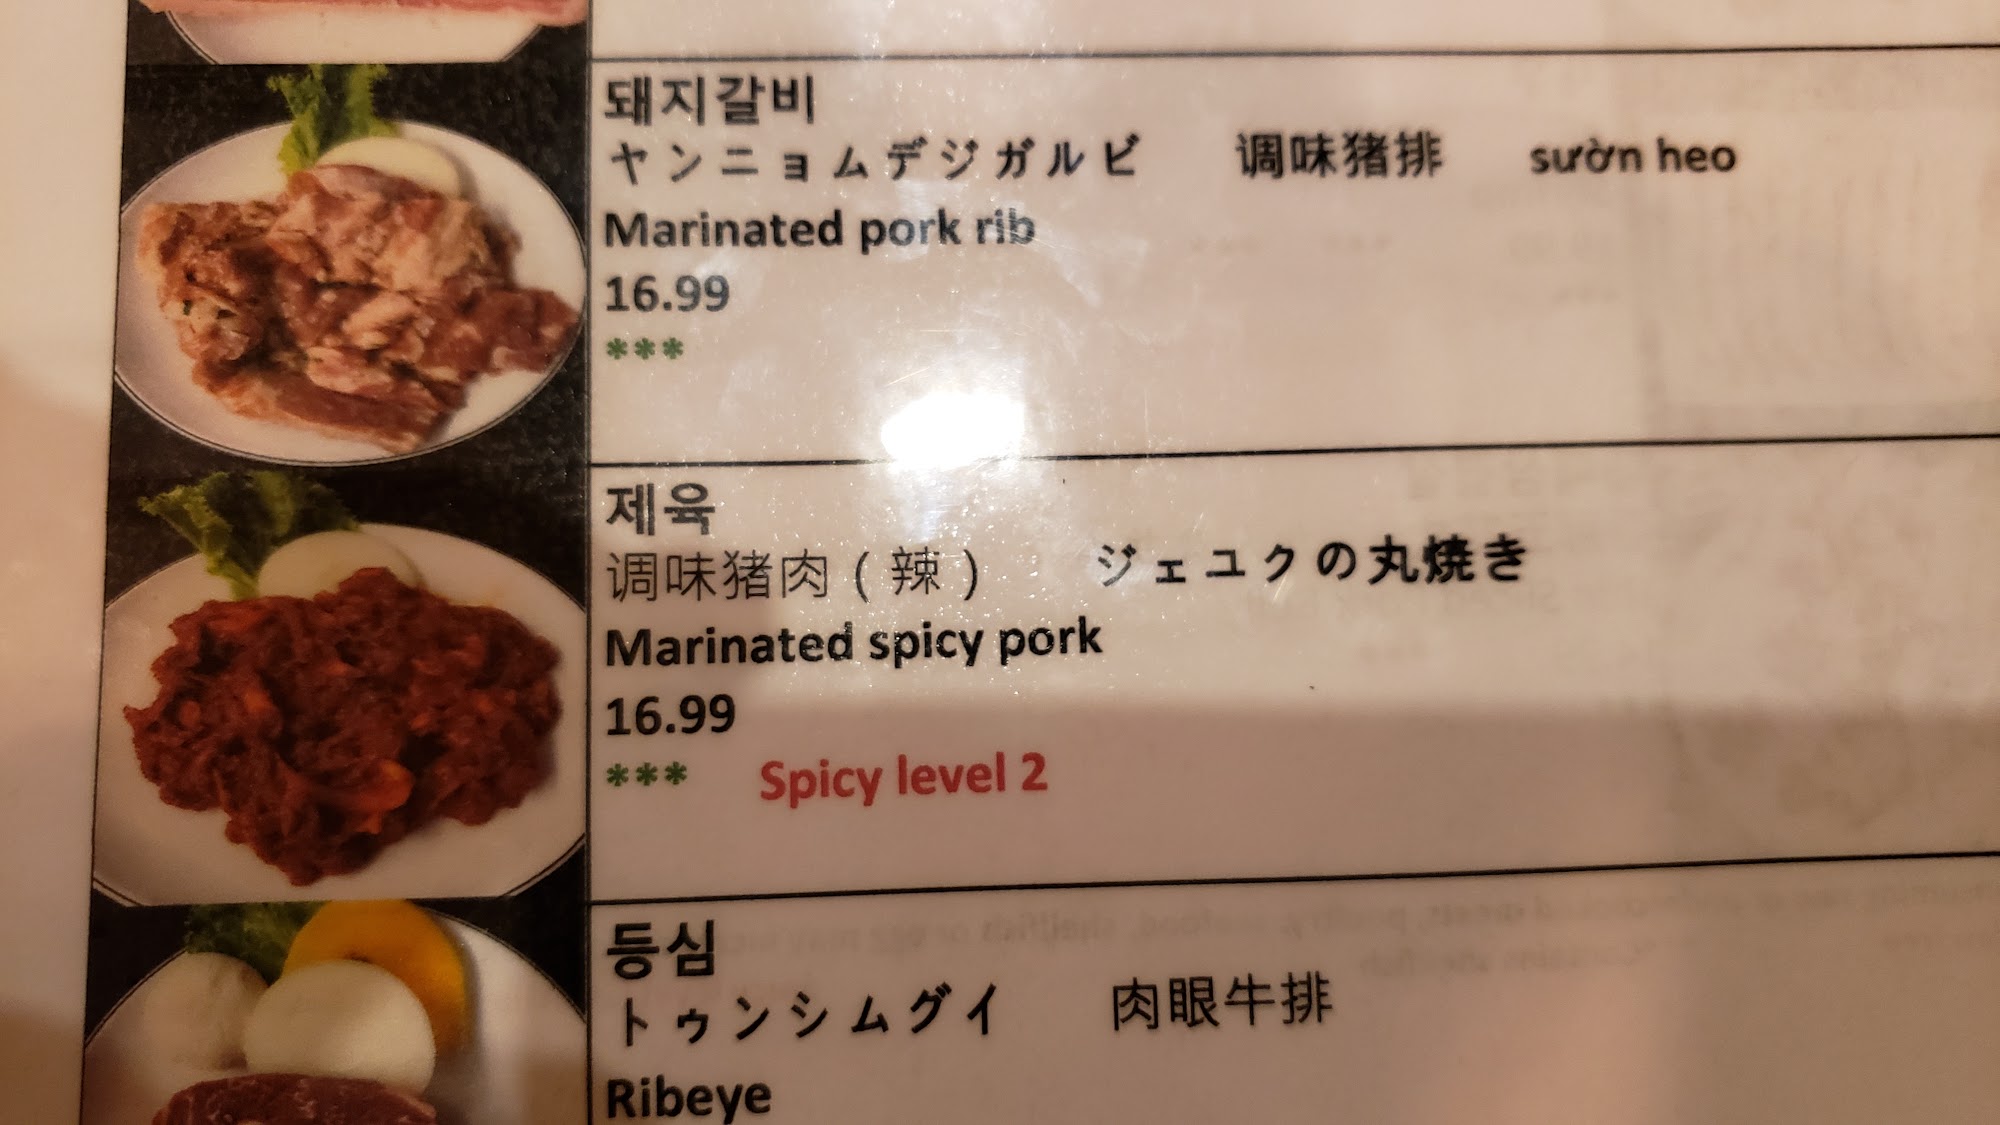 돼지갈비
ヤンニョムデジガルビ 调味猪排 sườn heo
Marinated pork rib
16.99
***
제육
调味猪肉（辣） ジェユクの丸焼き
Marinated spicy pork
16.99
*** Spicy level 2
등심
トゥンシムグイ 肉眼牛排
Ribeye